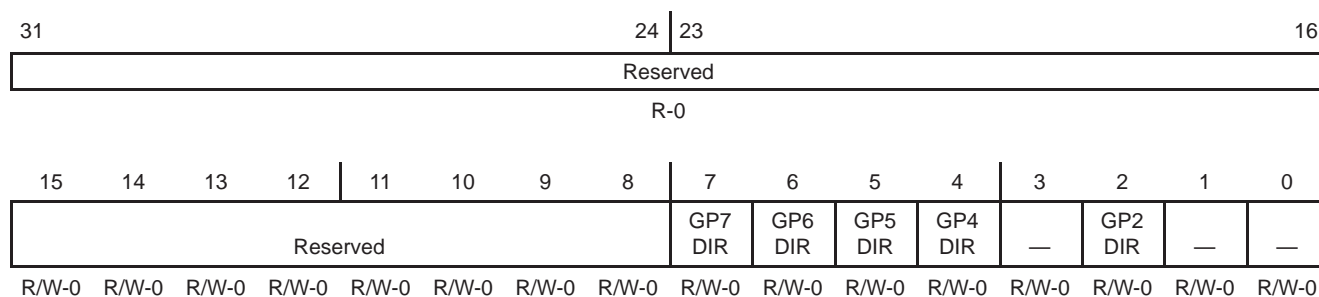 31 24 23 16
Reserved
R-0
15 14 13 12 11 10 9 8 7 6 5 4 3 2 1 0
GP7 GP6 GP5 GP4 GP2
Reserved DIR DIR DIR DIR — DIR — —
R/W-0 R/W-0 R/W-0 R/W-0 R/W-0 R/W-0 R/W-0 R/W-0 R/W-0 R/W-0 R/W-0 R/W-0 R/W-0 R/W-0 R/W-0 R/W-0